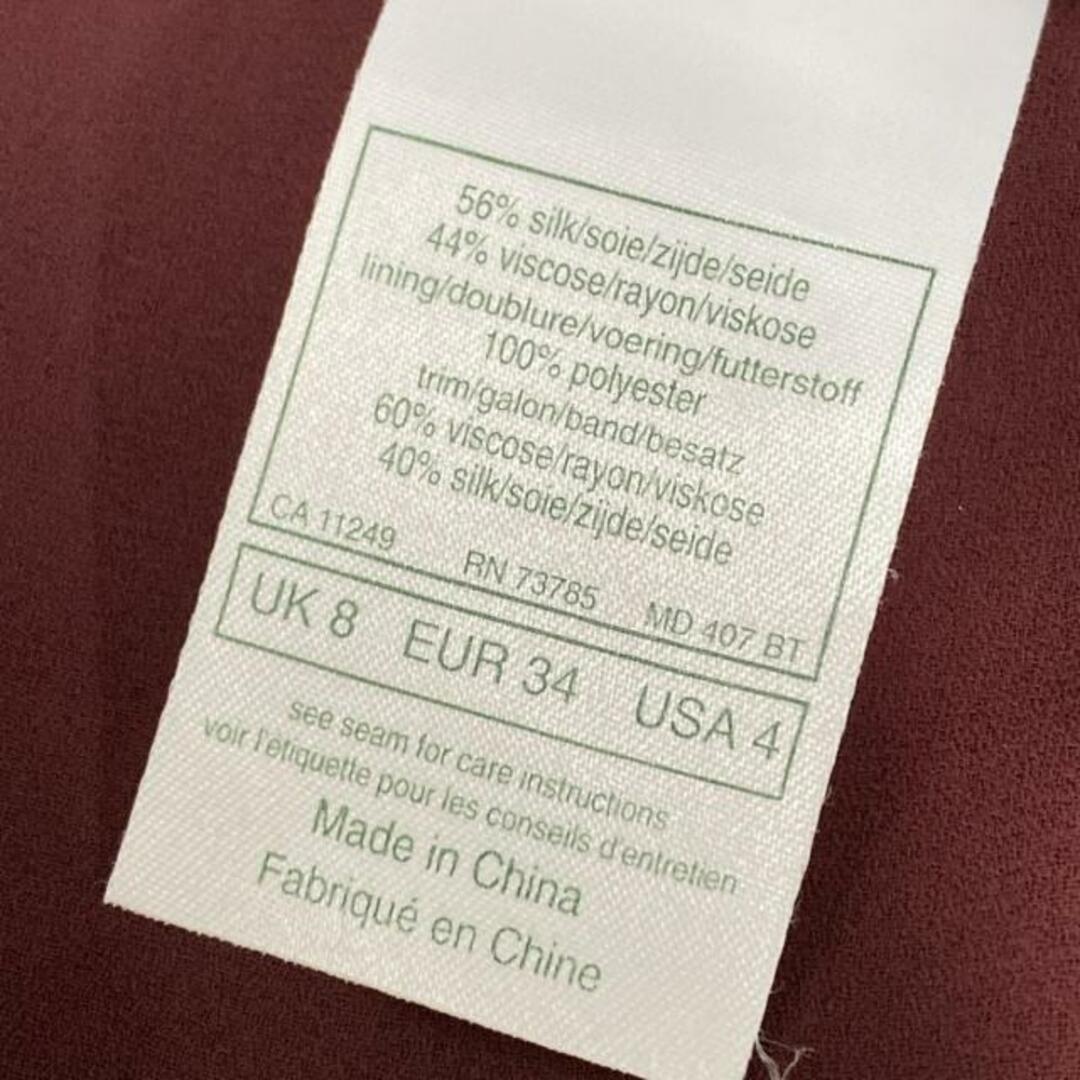 56% silk/soie/zijde/seide
44% viscose/rayon/viskose
lining/doublure/voering/futterstoff
100% polyester
trim/galon/band/besatz
60% viscose/rayon/viskose
40% silk/soie/zijde/seide
CA 11249 RN 73785 MD 407 BT
UK 8 EUR 34 USA 4
see seam for care instructions
voir l'etiquette pour les conseils d'entretien
Made in China
Fabriqué en Chine